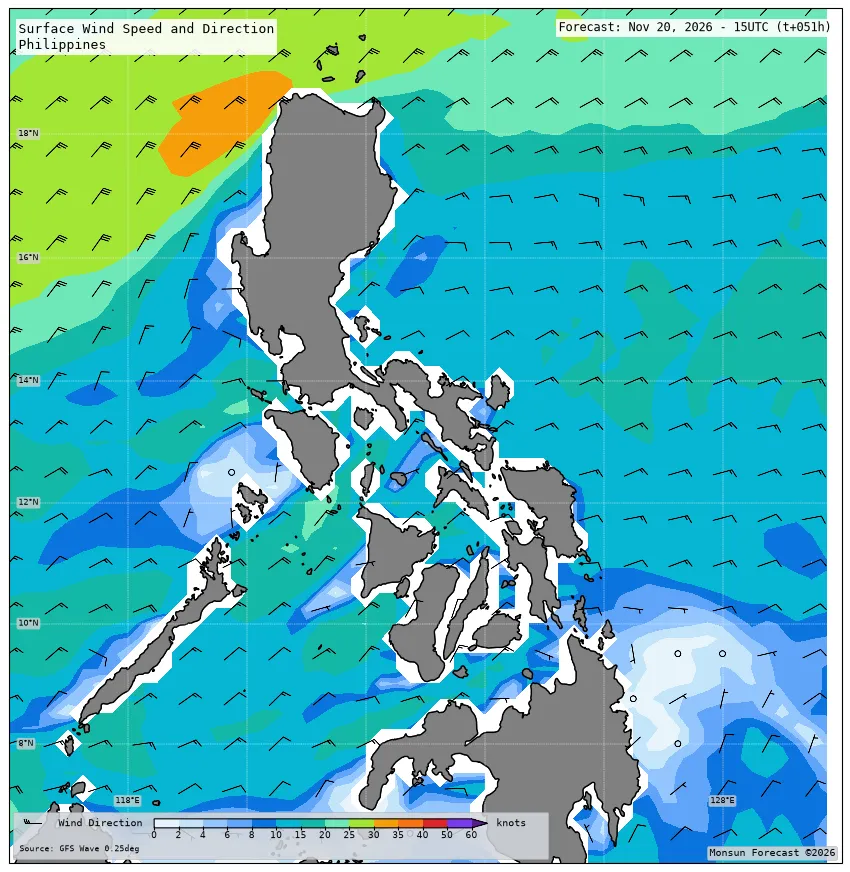 Surface Wind Speed and Direction
Philippines
Forecast: Nov 20, 2026 - 15UTC (t+051h)
18°N
16°N
14°N
12°N
10°N
8°N
118°E
128°E
Wind Direction
0 2 4 6 8 10 15 20 25 30 35 40 50 60
knots
Source: GFS Wave 0.25deg
Monsun Forecast ©2026